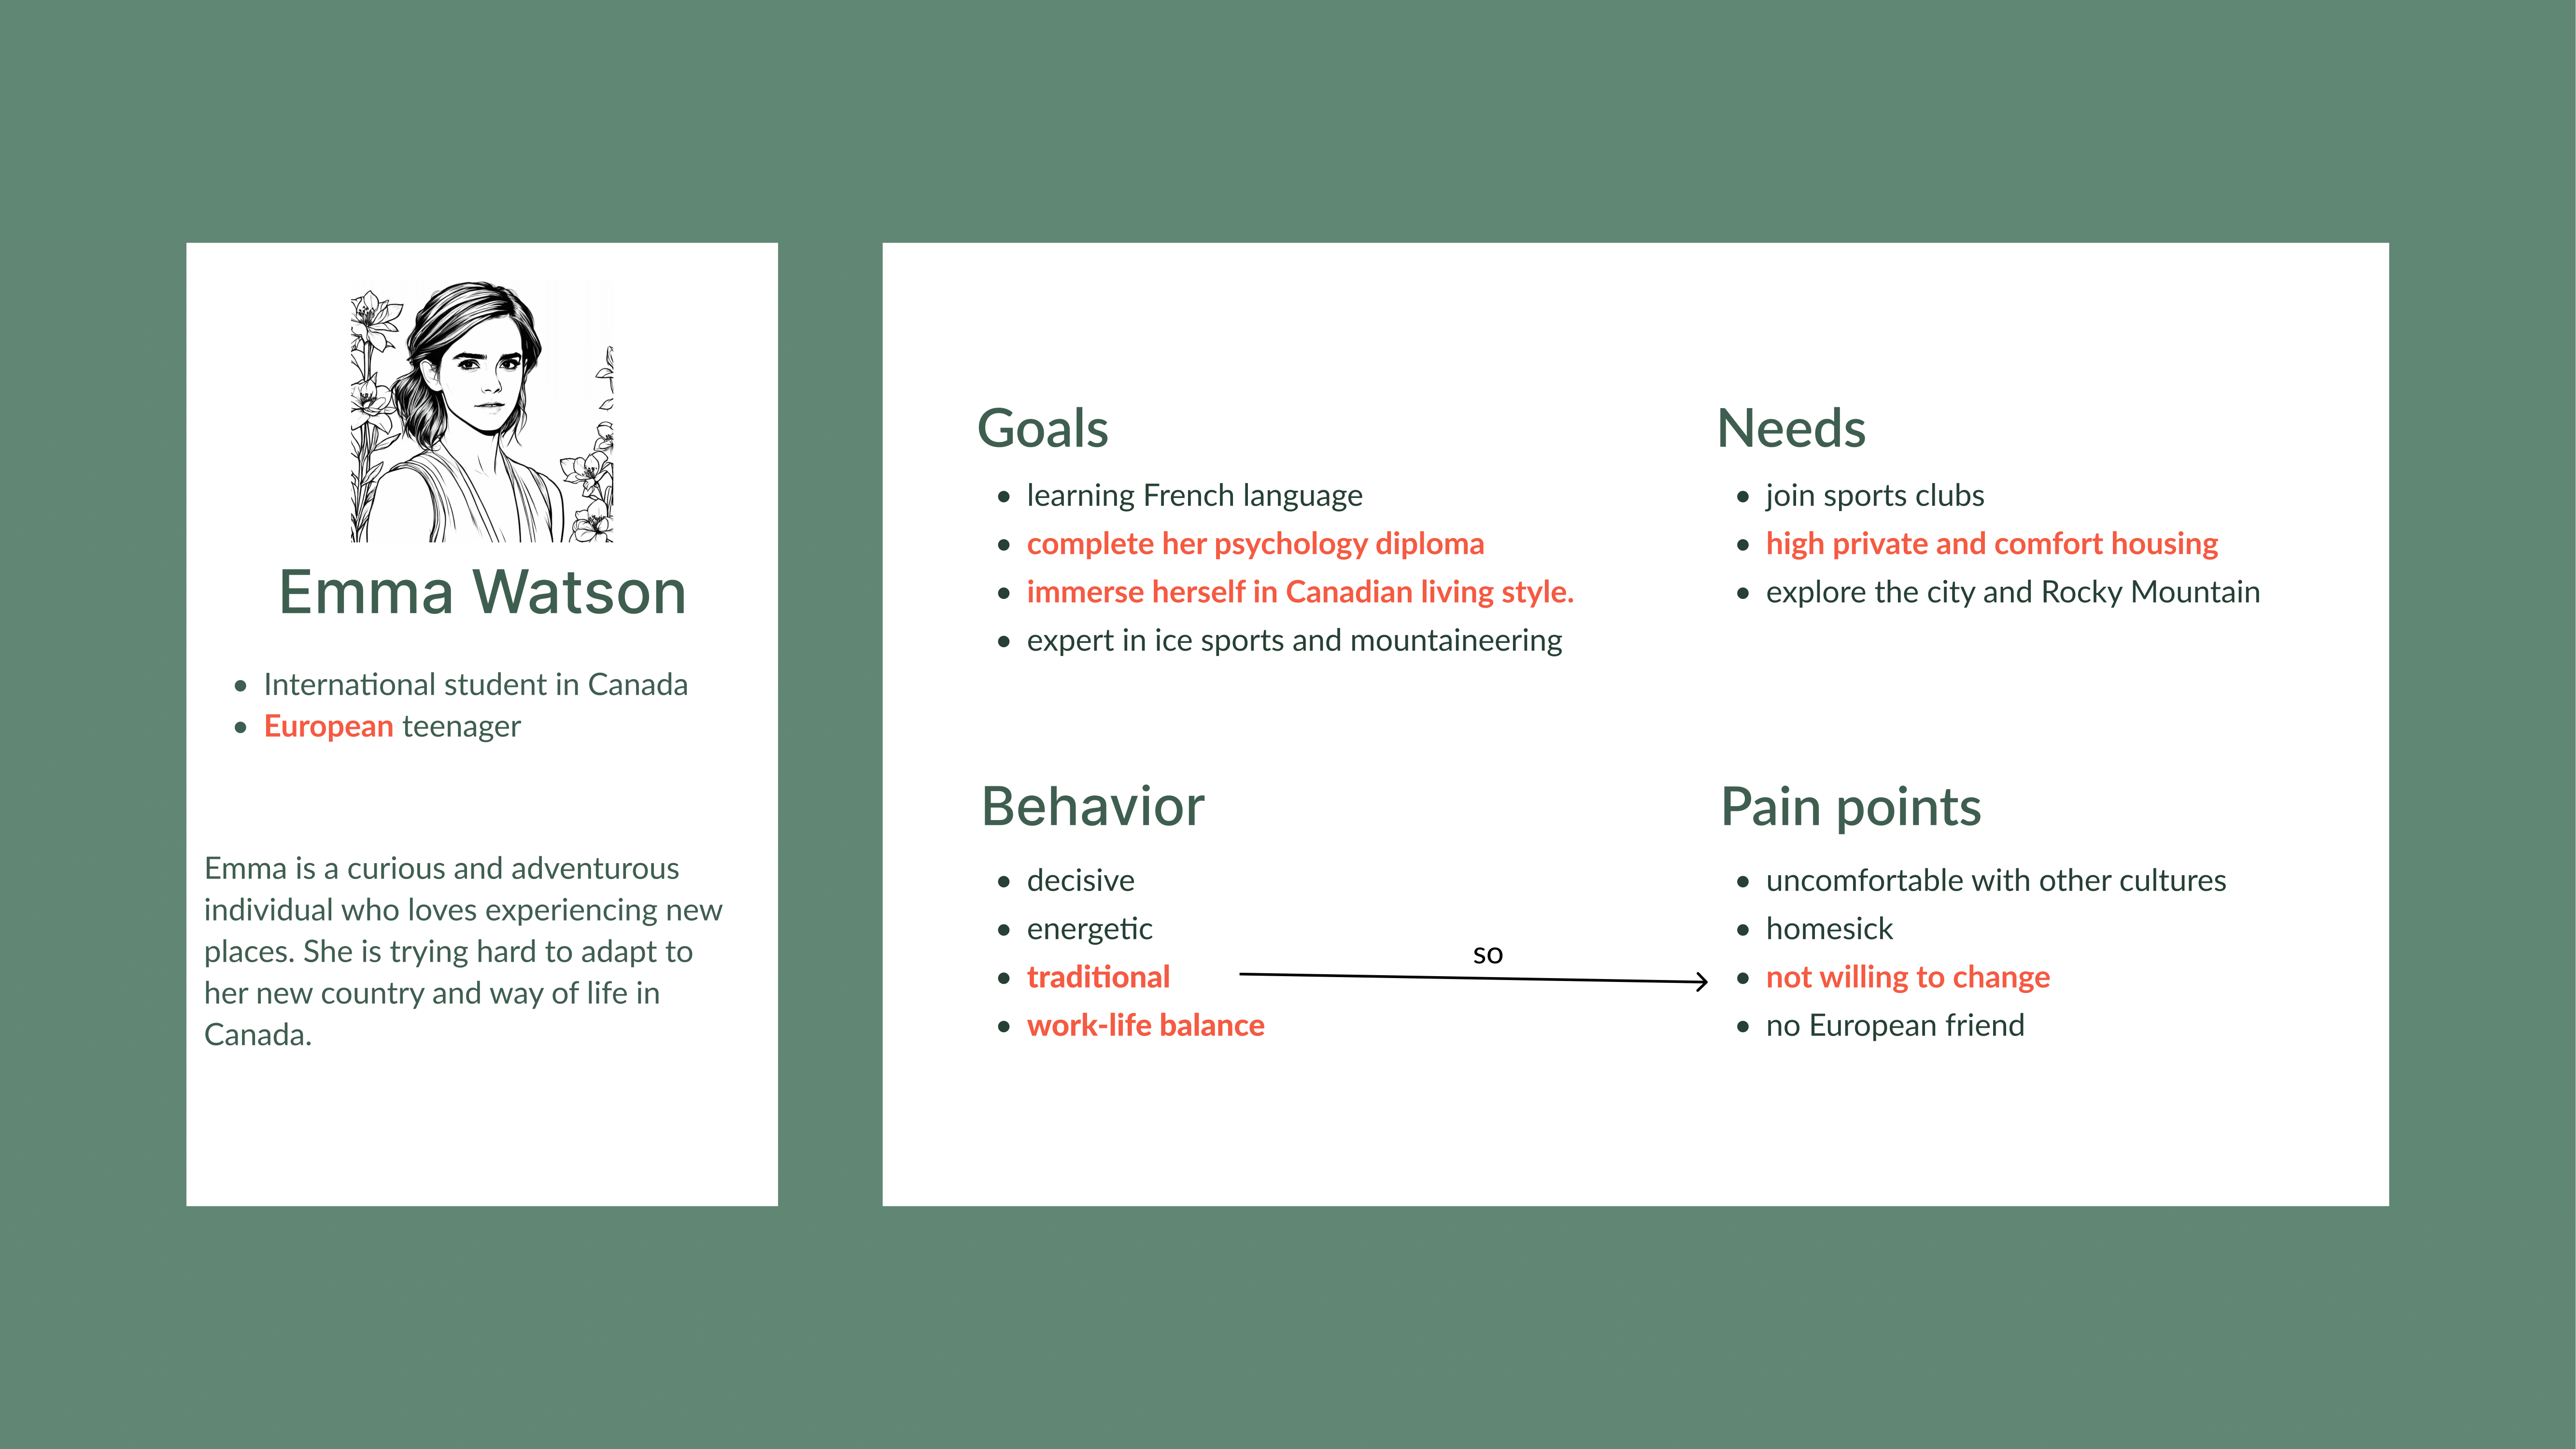 Emma Watson
• International student in Canada
• European teenager
Emma is a curious and adventurous
individual who loves experiencing new
places. She is trying hard to adapt to
her new country and way of life in
Canada.
Goals
• learning French language
• complete her psychology diploma
• immerse herself in Canadian living style.
• expert in ice sports and mountaineering
Needs
• join sports clubs
• high private and comfort housing
• explore the city and Rocky Mountain
Behavior
• decisive
• energetic
• traditional
• work-life balance
so
Pain points
• uncomfortable with other cultures
• homesick
• not willing to change
• no European friend